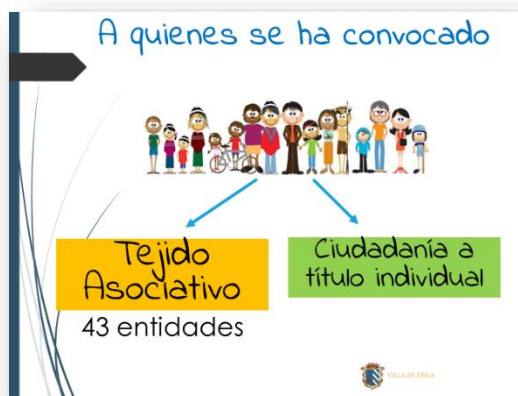 A quienes se ha convocado
Tejido
Asociativo
Ciudadanía a
título individual
43 entidades
VILLA DE ÉPILA